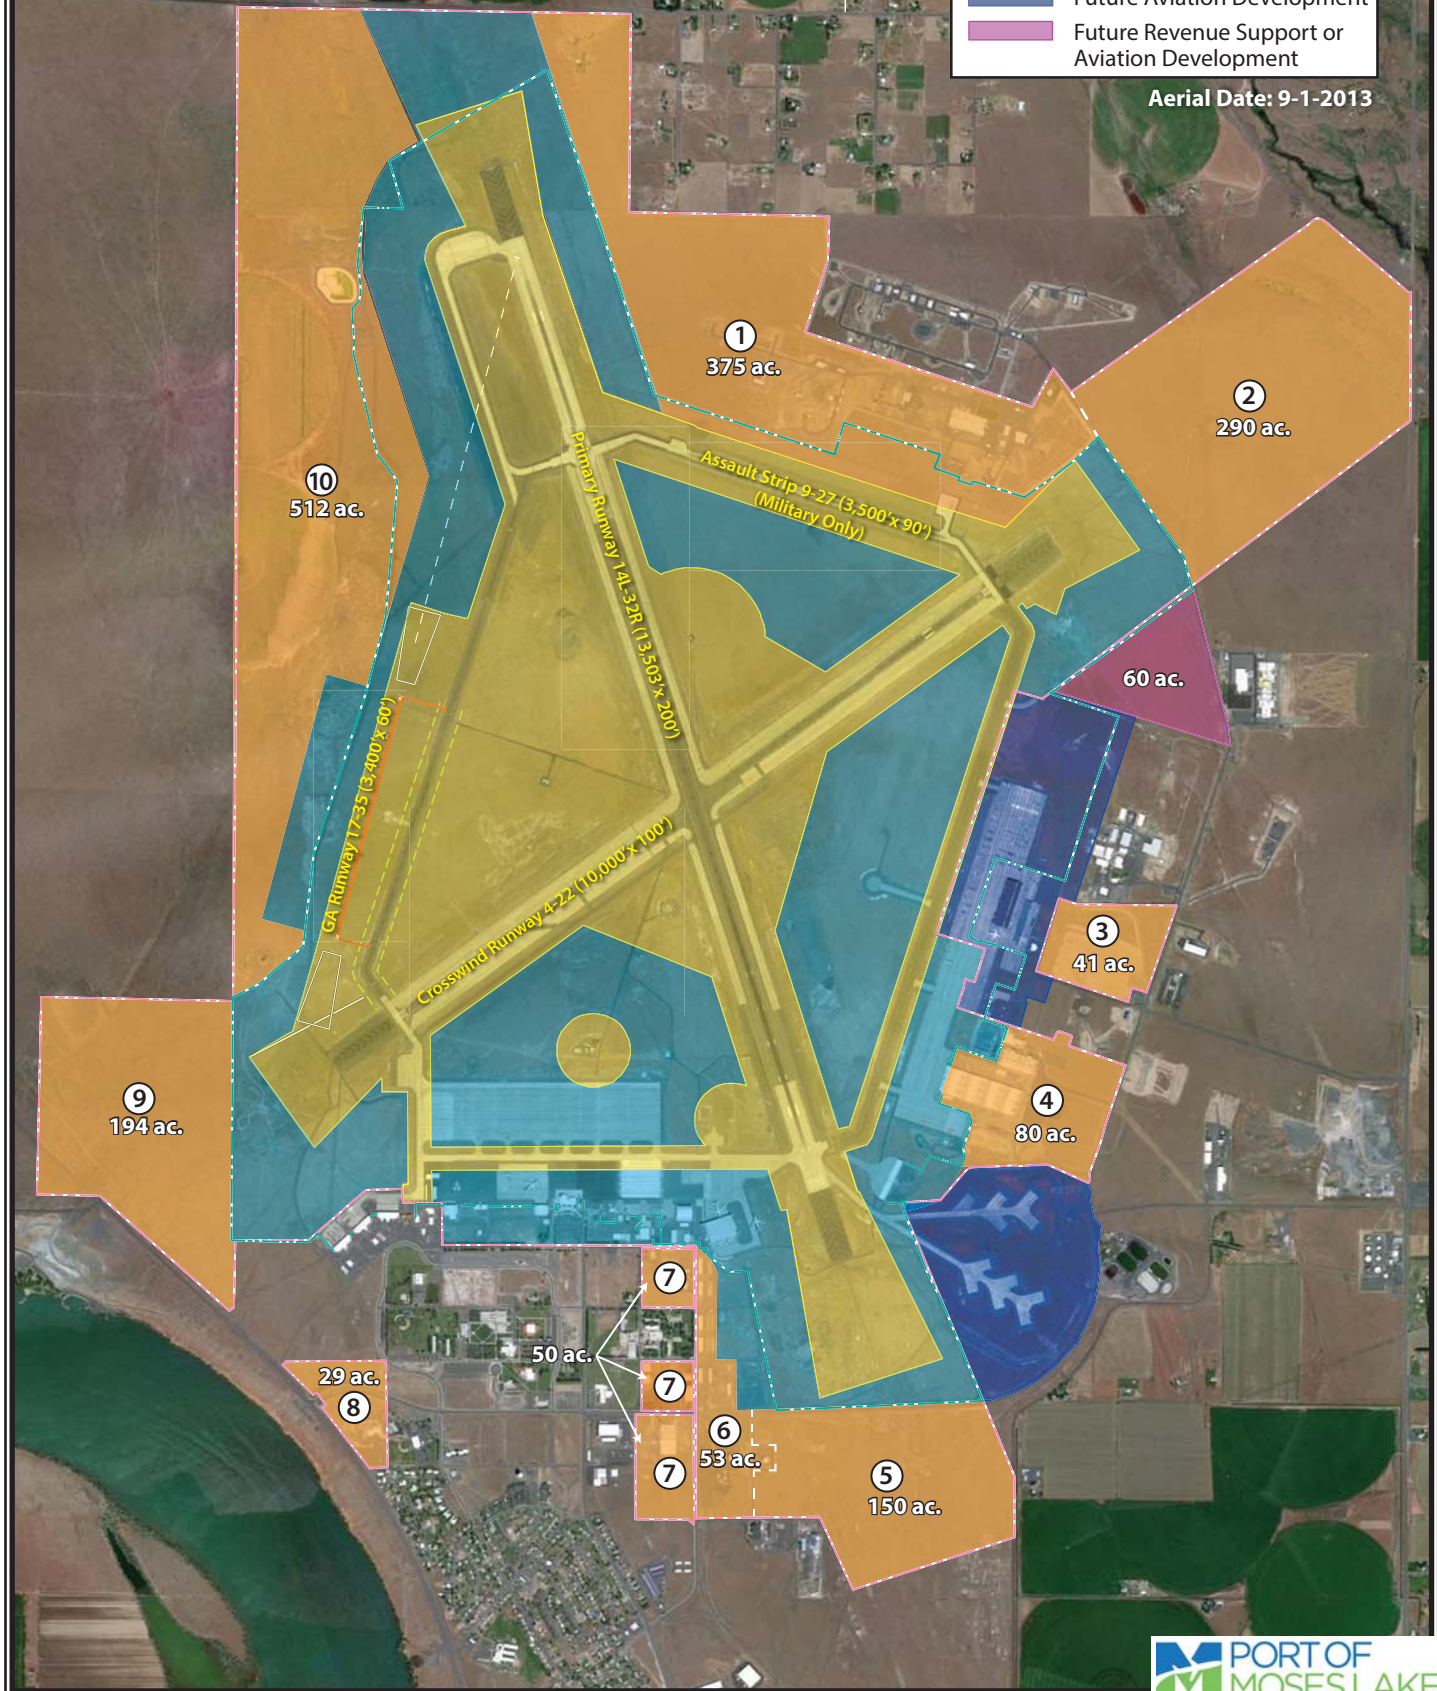 Future Aviation Development
Future Revenue Support or
Aviation Development
Aerial Date: 9-1-2013
1
375 ac.
2
290 ac.
10
512 ac.
Primary Runway 14L-32R (13,503'x 200')
Assault Strip 9-27 (3,500'x 90')
(Military Only)
60 ac.
GA Runway 17-35 (3,400'x 60')
Crosswind Runway 4-22 (10,000'x 100')
3
41 ac.
9
194 ac.
4
80 ac.
7
50 ac.
7
29 ac.
8
6
53 ac.
7
5
150 ac.
PORT OF
MOSES LAKE